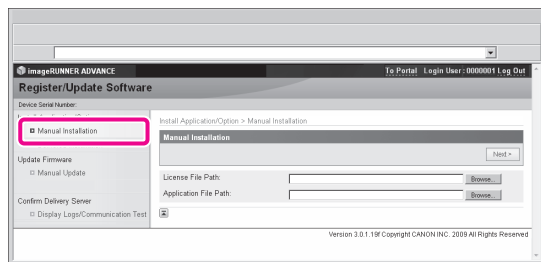 imageRUNNER ADVANCE
To Portal Login User : 0000001 Log Out
Register/Update Software
Device Serial Number:
Install Application/Option > Manual Installation
Manual Installation
Manual Installation
Next >
Update Firmware
Manual Update
License File Path:
Browse...
Application File Path:
Browse...
Confirm Delivery Server
Display Logs/Communication Test
Version 3.0.1.19f Copyright CANON INC. 2009 All Rights Reserved